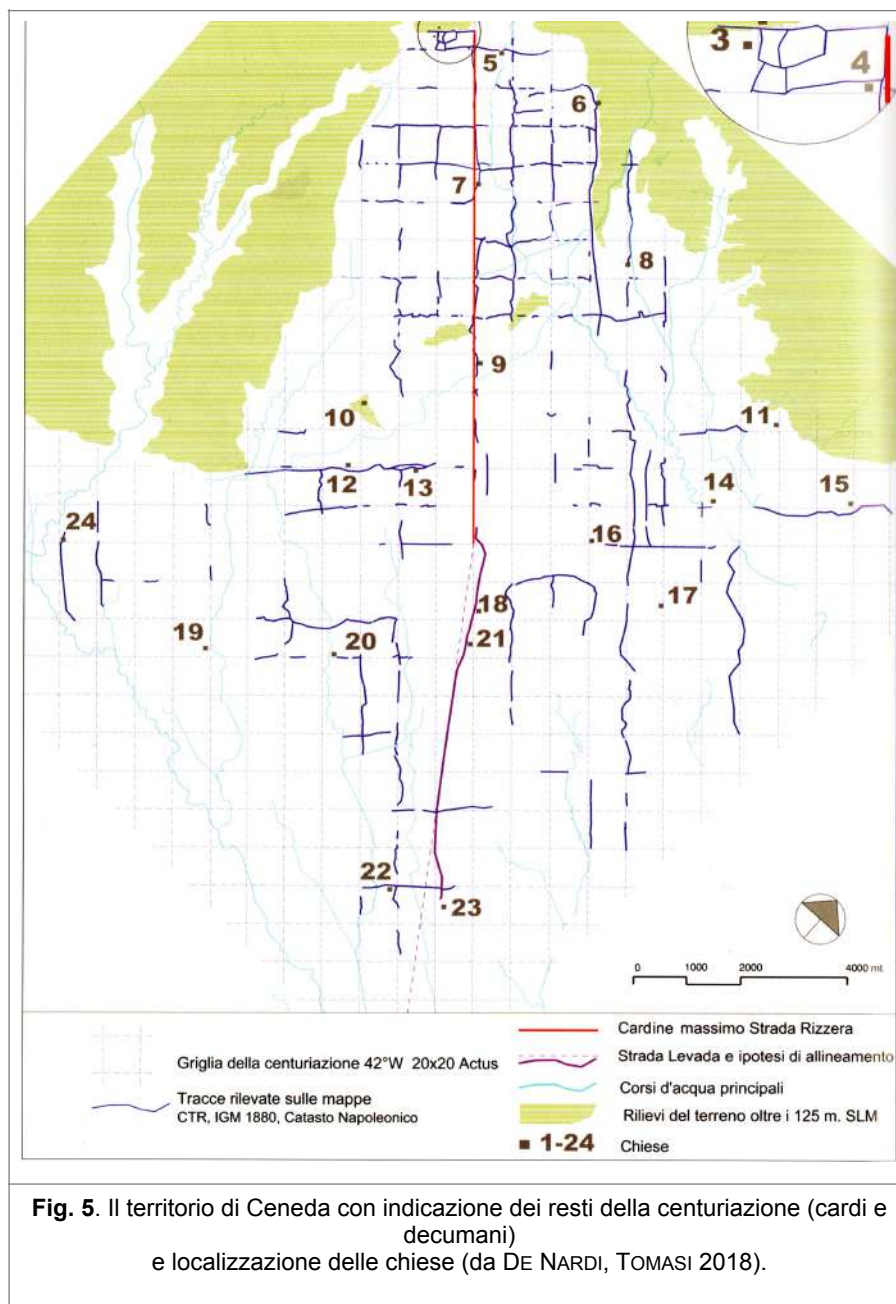 3
4
5
6
7
8
9
10
11
12
13
14
15
16
24
17
18
19
20
21
22
23
0 1000 2000 4000 mt.
Griglia della centuriazione 42°W 20x20 Actus
Tracce rilevate sulle mappe
CTR, IGM 1880, Catasto Napoleonico
Cardine massimo Strada Rizzera
Strada Levada e ipotesi di allineamento
Corsi d'acqua principali
Rilievi del terreno oltre i 125 m. SLM
1-24 Chiese
Fig. 5. Il territorio di Ceneda con indicazione dei resti della centuriazione (cardi e
decumani)
e localizzazione delle chiese (da DE NARDI, TOMASI 2018).